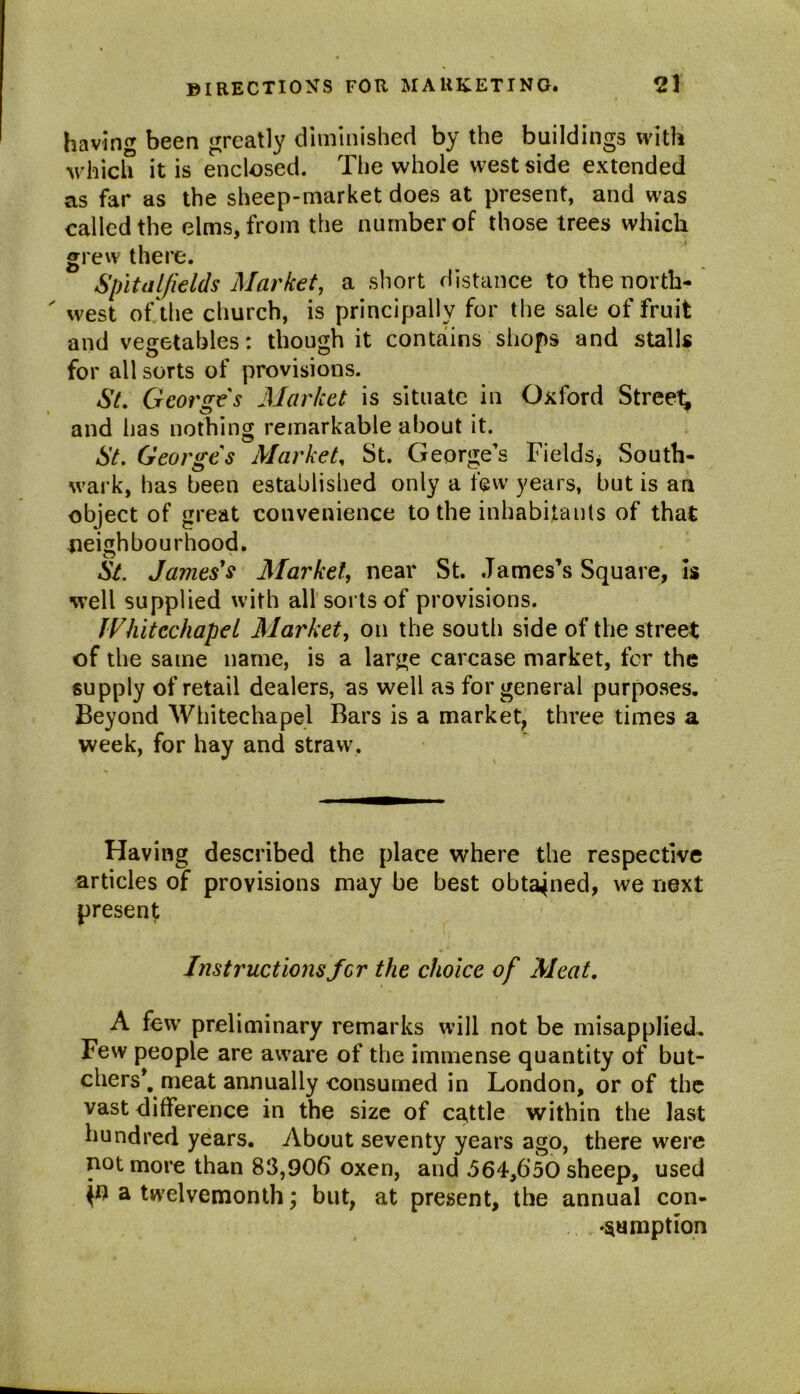 DIRECTIONS FOR MARKETING. 21
having been greatly diminished by the buildings with
which it is enclosed. The whole west side extended
as far as the sheep-market does at present, and was
called the elms, from the number of those trees which
grew there.
Spitalfields Market, a short distance to the north-
west of the church, is principally for the sale of fruit
and vegetables: though it contains shops and stalls
for all sorts of provisions.
St. George's Market is situate in Oxford Street,
and has nothing remarkable about it.
St. George's Market, St. George's Fields, South-
wark, has been established only a few years, but is an
object of great convenience to the inhabitants of that
neighbourhood.
St. James's Market, near St. James's Square, is
well supplied with all sorts of provisions.
Whitechapel Market, on the south side of the street
of the same name, is a large carcase market, for the
supply of retail dealers, as well as for general purposes.
Beyond Whitechapel Bars is a market, three times a
week, for hay and straw.
Having described the place where the respective
articles of provisions may be best obtained, we next
present
Instructions for the choice of Meat.
A few preliminary remarks will not be misapplied.
Few people are aware of the immense quantity of but-
chers'. meat annually consumed in London, or of the
vast difference in the size of cattle within the last
hundred years. About seventy years ago, there were
not more than 83,906 oxen, and 564,650 sheep, used
in a twelvemonth; but, at present, the annual con-
sumption